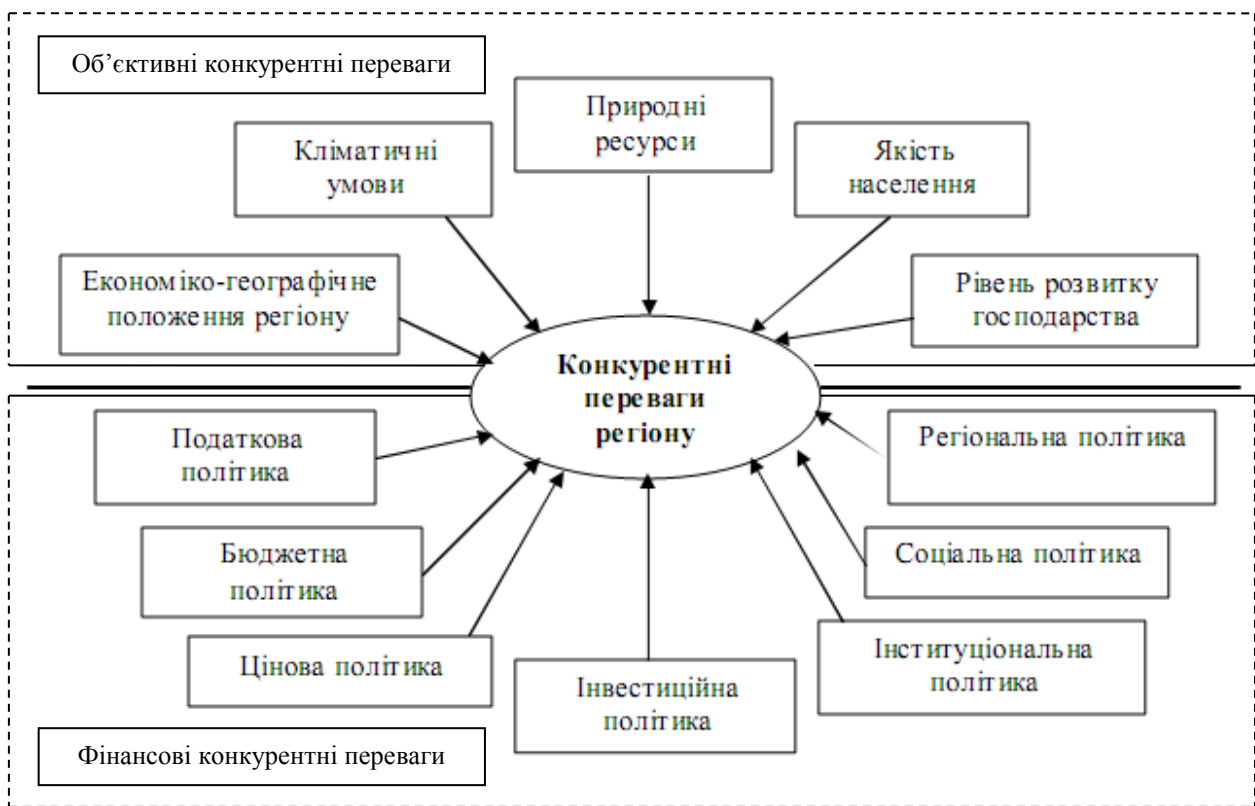 Об’єктивні конкурентні переваги
Природні
ресурси
Кліматичні
умови
Якість
населення
Економіко-географічне
положення регіону
Рівень розвитку
господарства
Конкурентні
переваги
регіону
Податкова
політика
Регіональна політика
Бюджетна
політика
Соціальна політика
Цінова політика
Інституціональна
політика
Інвестиційна
політика
Фінансові конкурентні переваги